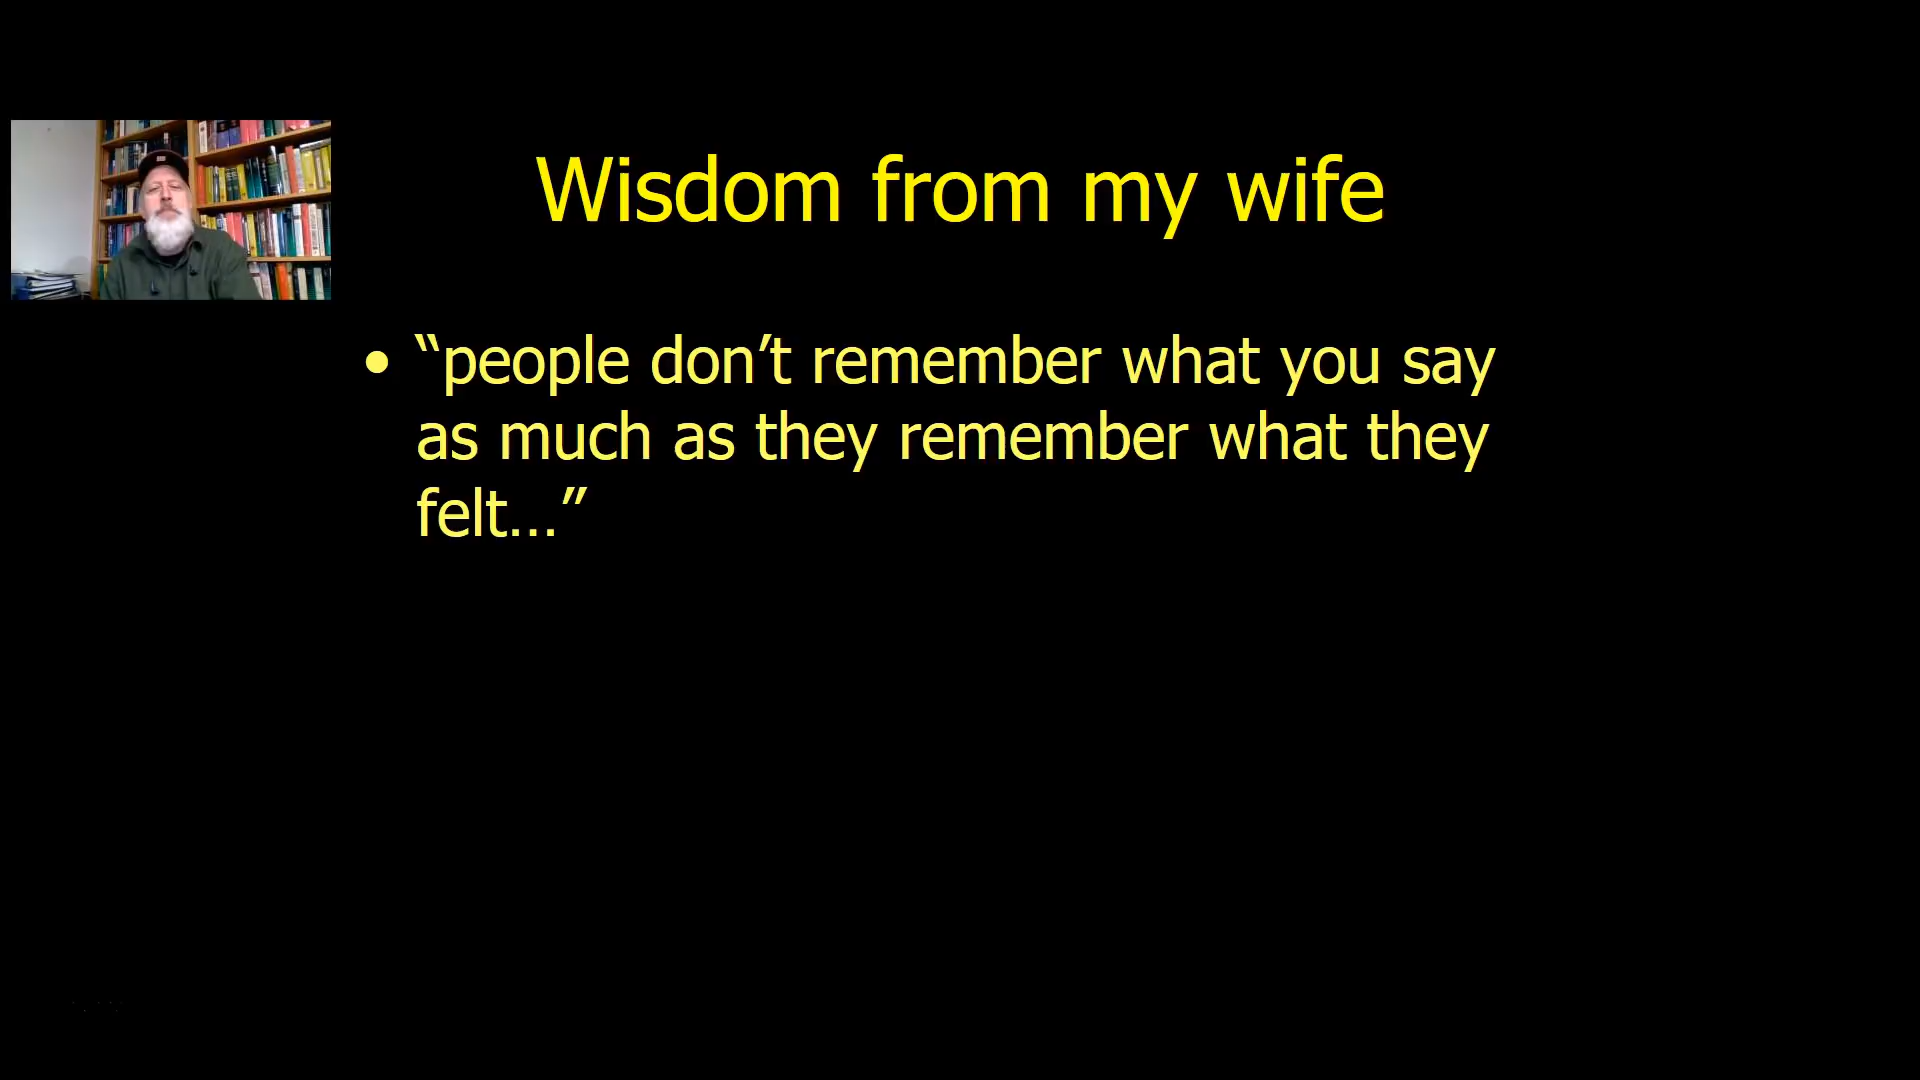 Wisdom from my wife
• “people don’t remember what you say
as much as they remember what they
felt…”